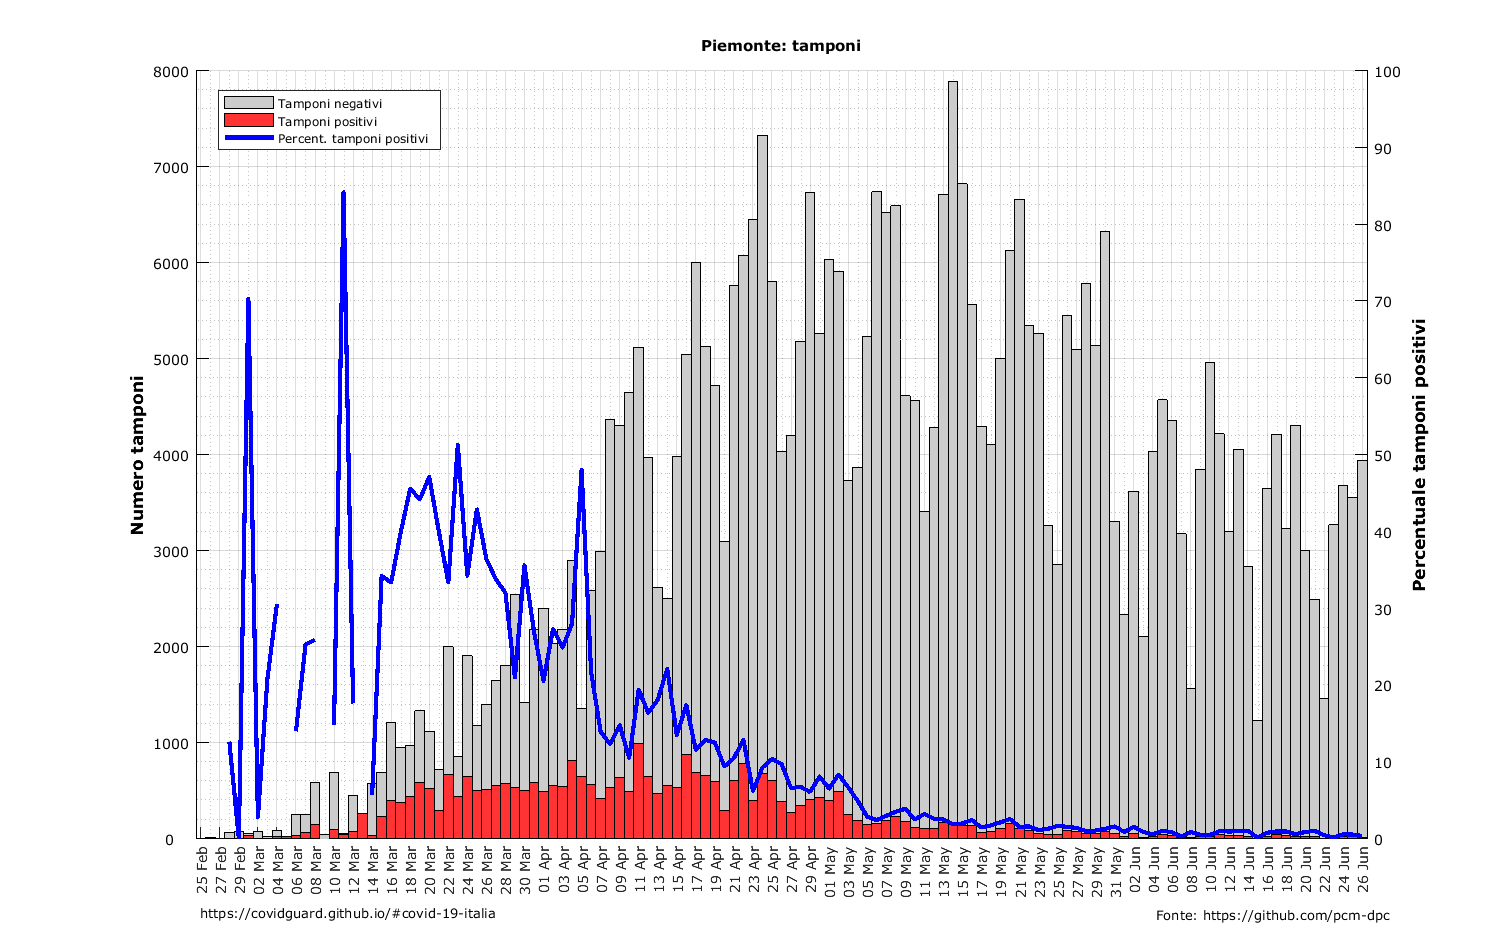 Piemonte: tamponi
8000
7000
6000
5000
4000
3000
2000
1000
0
Numero tamponi
Tamponi negativi
Tamponi positivi
Percent. tamponi positivi
100
90
80
70
60
50
40
30
20
10
0
Percentuale tamponi positivi
25 Feb
27 Feb
29 Feb
02 Mar
04 Mar
06 Mar
08 Mar
10 Mar
12 Mar
14 Mar
16 Mar
18 Mar
20 Mar
22 Mar
24 Mar
26 Mar
28 Mar
30 Mar
01 Apr
03 Apr
05 Apr
07 Apr
09 Apr
11 Apr
13 Apr
15 Apr
17 Apr
19 Apr
21 Apr
23 Apr
25 Apr
27 Apr
29 Apr
01 May
03 May
05 May
07 May
09 May
11 May
13 May
15 May
17 May
19 May
21 May
23 May
25 May
27 May
29 May
31 May
02 Jun
04 Jun
06 Jun
08 Jun
10 Jun
12 Jun
14 Jun
16 Jun
18 Jun
20 Jun
22 Jun
24 Jun
26 Jun
https://covidguard.github.io/#covid-19-italia
Fonte: https://github.com/pcm-dpc